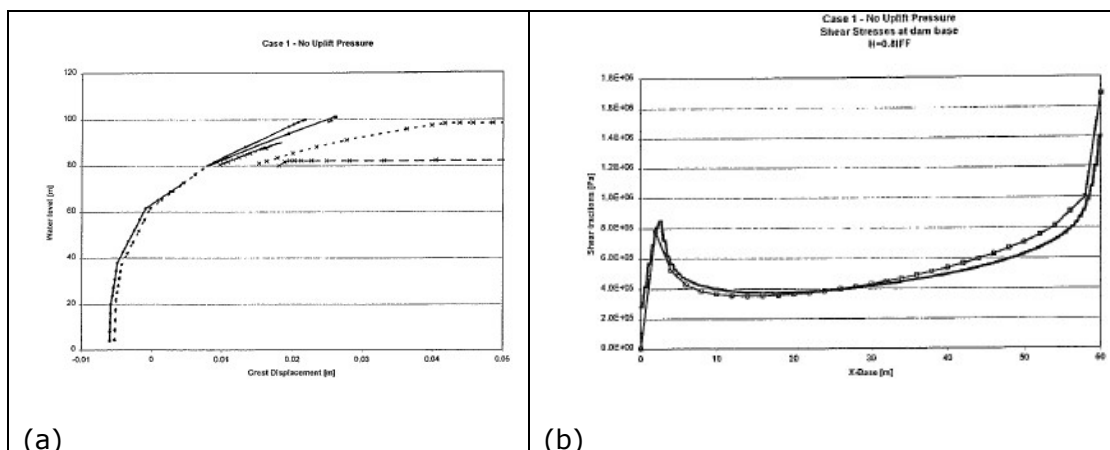 Case 1 - No Uplift Pressure
120
100
80
60
40
20
0
-0.01 0 0.01 0.02 0.03 0.04 0.05
Water level [m]
Crest Displacement [m]
(a)
Case 1 - No Uplift Pressure
Shear Stresses at dam base
1.8E+06
1.6E+06
1.4E+06
1.2E+06
1.0E+06
8.0E+05
6.0E+05
4.0E+05
2.0E+05
0.0E+00
0 10 20 30 40 50 60
Shear tractions [Pa]
X-Base [m]
(b)